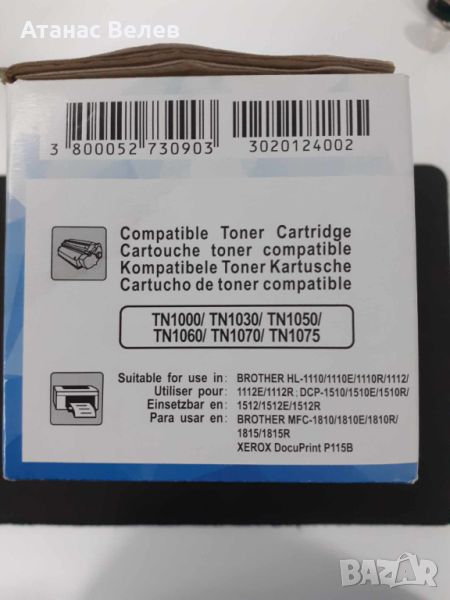 Атанас Велев
3 800052 730903
3020124002
Compatible Toner Cartridge
Cartouche toner compatible
Kompatibele Toner Kartusche
Cartucho de toner compatible
TN1000/ TN1030/ TN1050/
TN1060/ TN1070/ TN1075
Suitable for use in: BROTHER HL-1110/1110E/1110R/1112/
Utiliser pour: 1112E/1112R ; DCP-1510/1510E/1510R/
Einsetzbar en: 1512/1512E/1512R
Para usar en: BROTHER MFC-1810/1810E/1810R/
1815/1815R
XEROX DocuPrint P115B
BAZAR